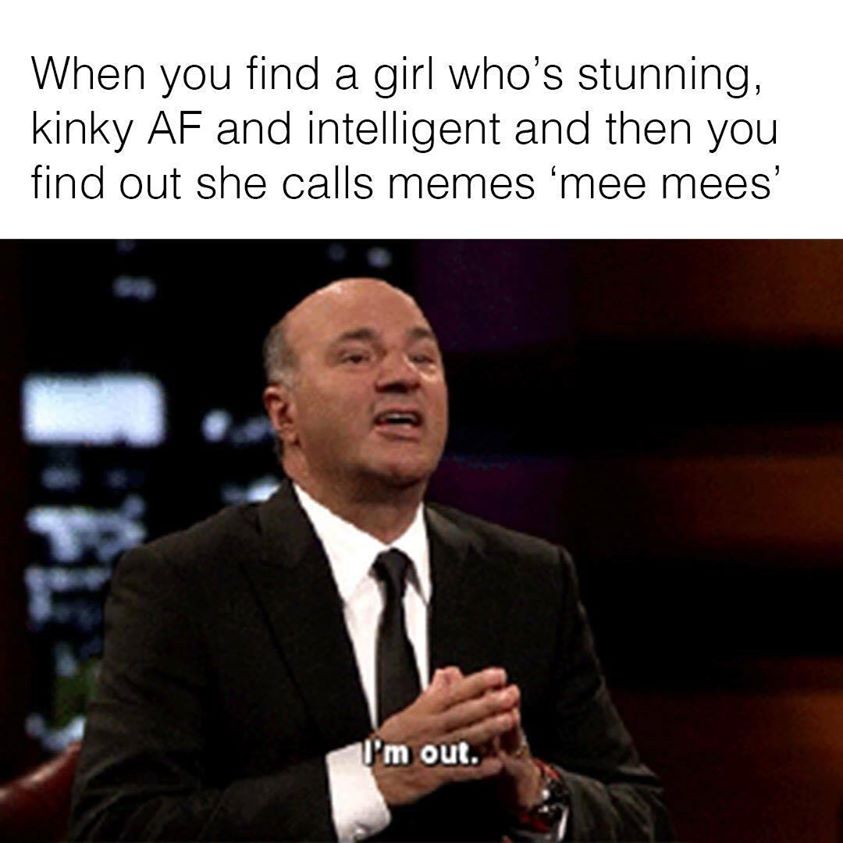 When you find a girl who’s stunning,
kinky AF and intelligent and then you
find out she calls memes ‘mee mees’
I'm out.